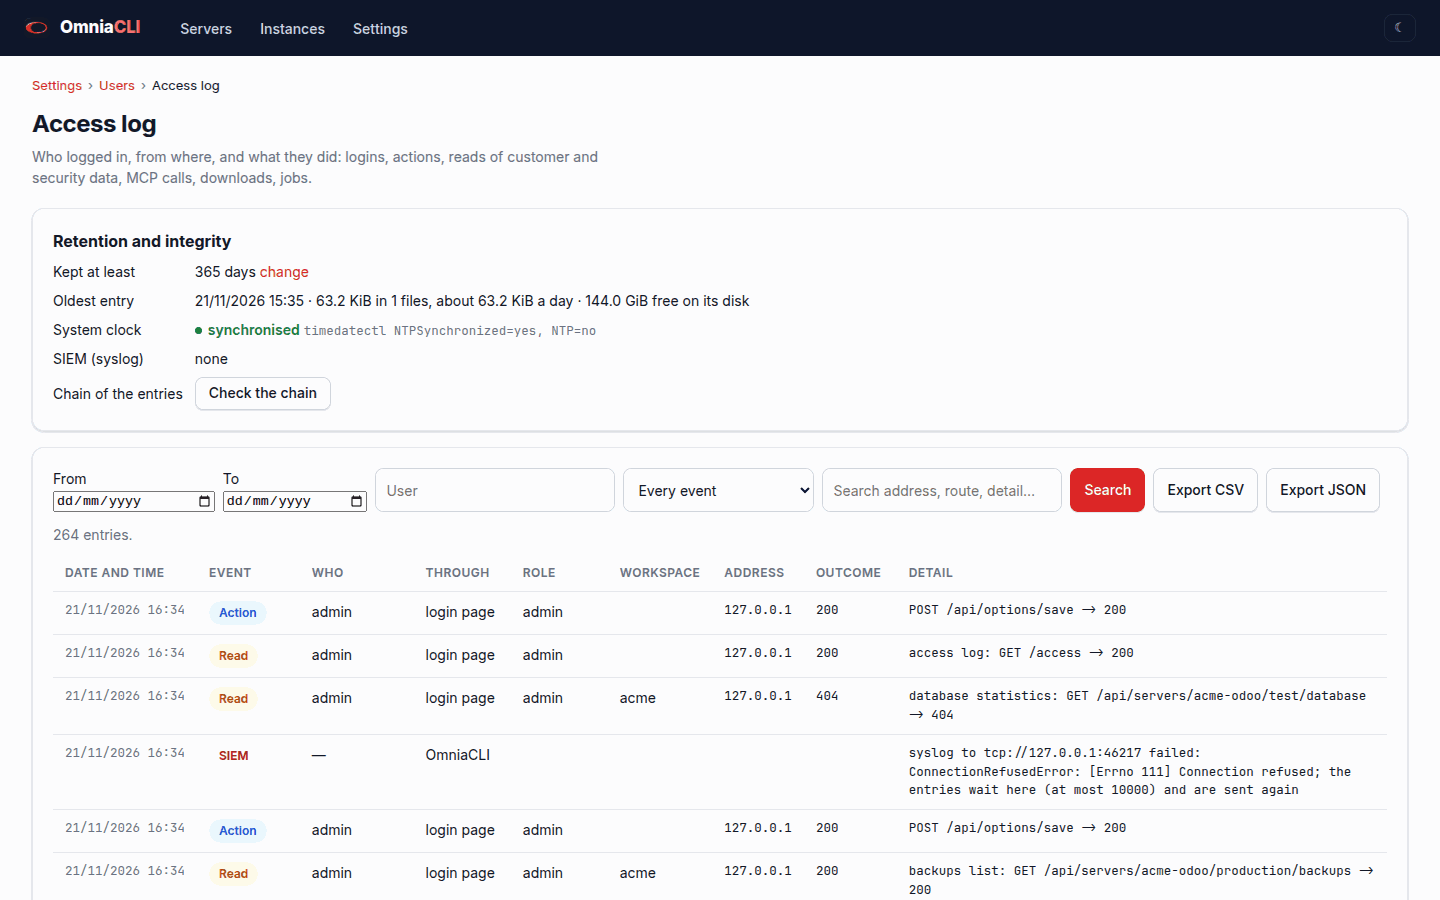 OmniaCLI Servers Instances Settings
Settings › Users › Access log
Access log
Who logged in, from where, and what they did: logins, actions, reads of customer and
security data, MCP calls, downloads, jobs.
Retention and integrity
Kept at least 365 days change
Oldest entry 21/11/2026 15:35 · 63.2 KiB in 1 files, about 63.2 KiB a day · 144.0 GiB free on its disk
System clock synchronised timedatectl NTPSynchronized=yes, NTP=no
SIEM (syslog) none
Chain of the entries Check the chain
From To
dd/mm/yyyy dd/mm/yyyy User Every event Search address, route, detail... Search Export CSV Export JSON
264 entries.
DATE AND TIME EVENT WHO THROUGH ROLE WORKSPACE ADDRESS OUTCOME DETAIL
21/11/2026 16:34 Action admin login page admin 127.0.0.1 200 POST /api/options/save → 200
21/11/2026 16:34 Read admin login page admin 127.0.0.1 200 access log: GET /access → 200
21/11/2026 16:34 Read admin login page admin acme 127.0.0.1 404 database statistics: GET /api/servers/acme-odoo/test/database
→ 404
21/11/2026 16:34 SIEM — OmniaCLI syslog to tcp://127.0.0.1:46217 failed:
ConnectionRefusedError: [Errno 111] Connection refused; the
entries wait here (at most 10000) and are sent again
21/11/2026 16:34 Action admin login page admin 127.0.0.1 200 POST /api/options/save → 200
21/11/2026 16:34 Read admin login page admin acme 127.0.0.1 200 backups list: GET /api/servers/acme-odoo/production/backups →
200